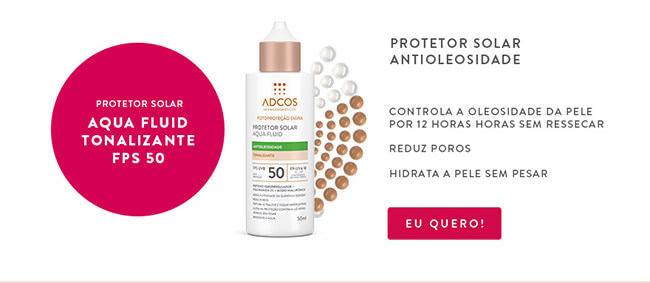 PROTETOR SOLAR
AQUA FLUID
TONALIZANTE
FPS 50
ADCOS
FOTOPROTEÇÃO DIÁRIA
PROTETOR SOLAR
AQUA FLUID
ANTIOLEOSIDADE
TONALIZANTE
FPS UVB
50
50ml
PROTETOR SOLAR
ANTIOLEOSIDADE
CONTROLA A OLEOSIDADE DA PELE
POR 12 HORAS HORAS SEM RESSECAR
REDUZ POROS
HIDRATA A PELE SEM PESAR
EU QUERO!